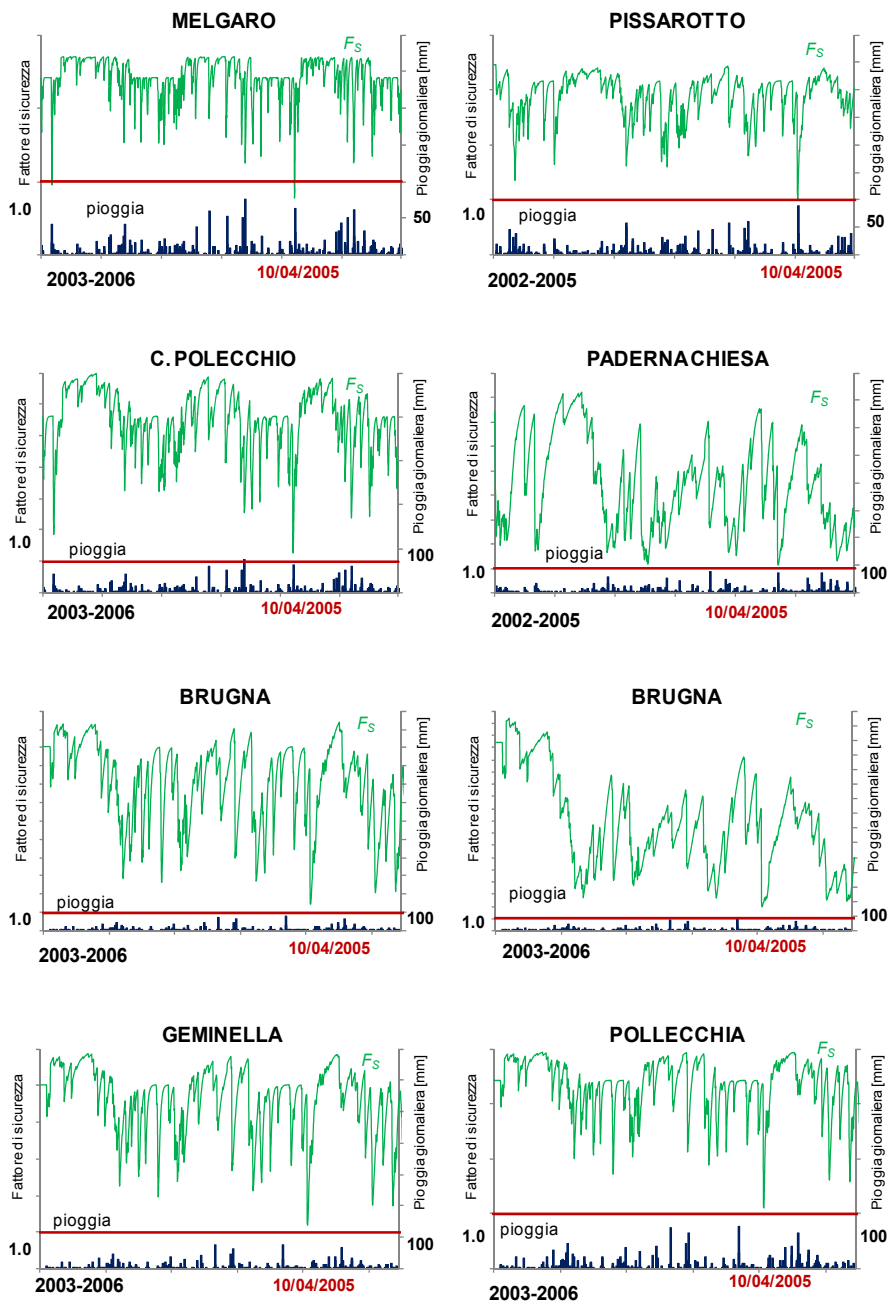 MELGARO
Fattore di sicurezza
F_S
Pioggia giornaliera [mm]
1.0
pioggia
50
2003-2006
10/04/2005
PISSAROTTO
Fattore di sicurezza
F_S
Pioggia giornaliera [mm]
1.0
pioggia
50
2002-2005
10/04/2005
C. POLECCHIO
Fattore di sicurezza
F_S
Pioggia giornaliera [mm]
1.0
pioggia
100
2003-2006
10/04/2005
PADERNA CHIESA
Fattore di sicurezza
F_S
Pioggia giornaliera [mm]
1.0
pioggia
100
2002-2005
10/04/2005
BRUGNA
Fattore di sicurezza
F_S
Pioggia giornaliera [mm]
1.0
pioggia
100
2003-2006
10/04/2005
BRUGNA
Fattore di sicurezza
F_S
Pioggia giornaliera [mm]
1.0
pioggia
100
2003-2006
10/04/2005
GEMINELLA
Fattore di sicurezza
F_S
Pioggia giornaliera [mm]
1.0
pioggia
100
2003-2006
10/04/2005
POLLECCHIA
Fattore di sicurezza
F_S
Pioggia giornaliera [mm]
1.0
pioggia
100
2003-2006
10/04/2005